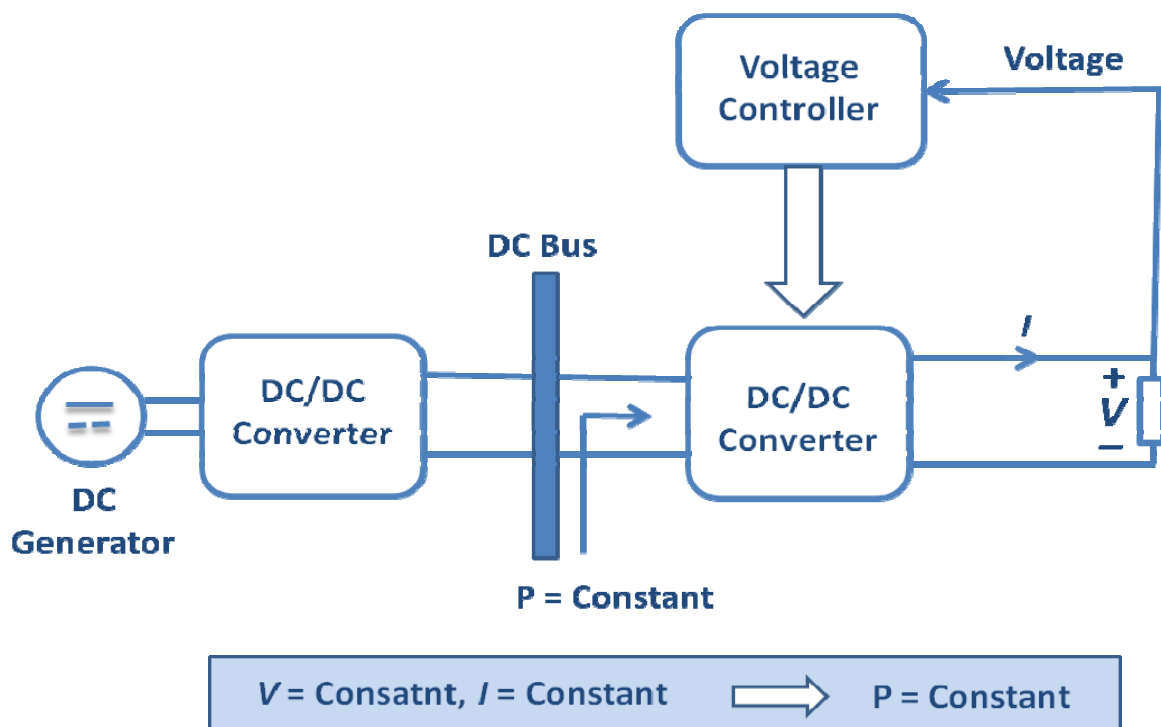 Voltage
Controller
Voltage
DC Bus
DC/DC
Converter
DC/DC
Converter
I
+
V
–
DC
Generator
P = Constant
V = Consatnt, I = Constant P = Constant